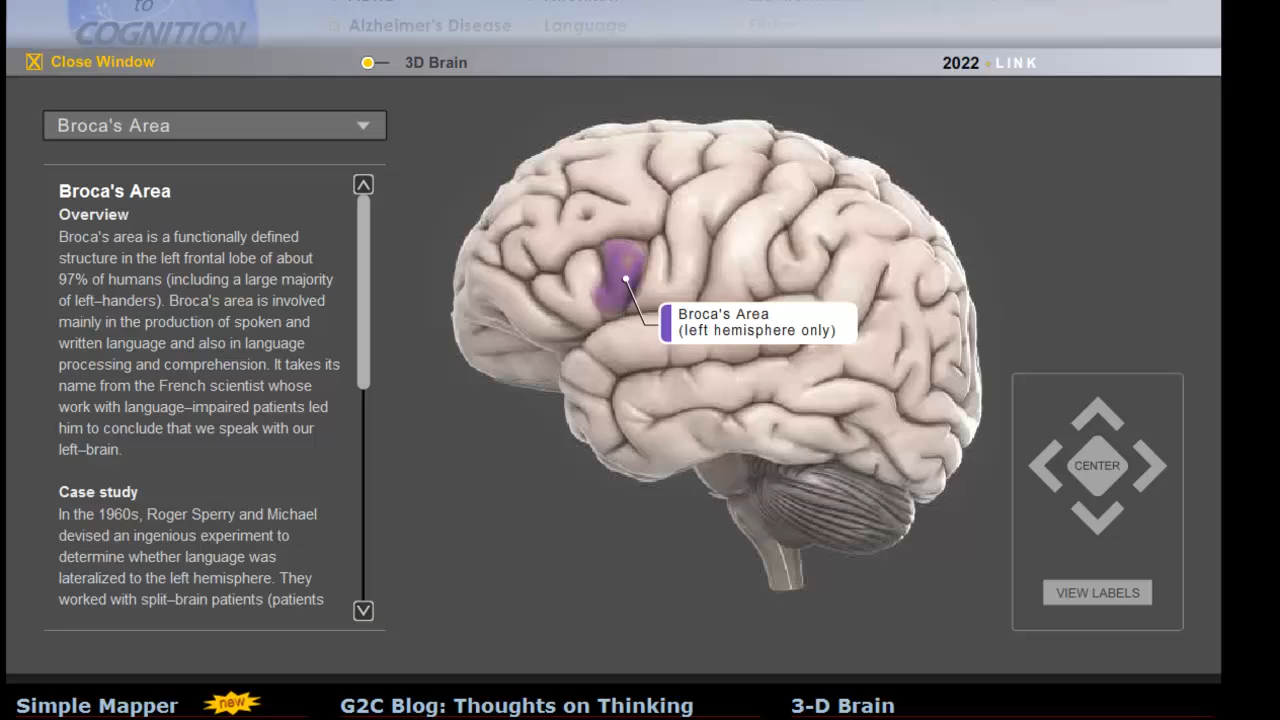 to
COGNITION
Alzheimer's Disease
Language
Close Window
3D Brain
2022 LINK
Broca's Area
Broca's Area
Overview
Broca's area is a functionally defined
structure in the left frontal lobe of about
97% of humans (including a large majority
of left–handers). Broca's area is involved
mainly in the production of spoken and
written language and also in language
processing and comprehension. It takes its
name from the French scientist whose
work with language–impaired patients led
him to conclude that we speak with our
left–brain.
Case study
In the 1960s, Roger Sperry and Michael
devised an ingenious experiment to
determine whether language was
lateralized to the left hemisphere. They
worked with split–brain patients (patients
Broca's Area
(left hemisphere only)
CENTER
VIEW LABELS
Simple Mapper
new
G2C Blog: Thoughts on Thinking
3-D Brain